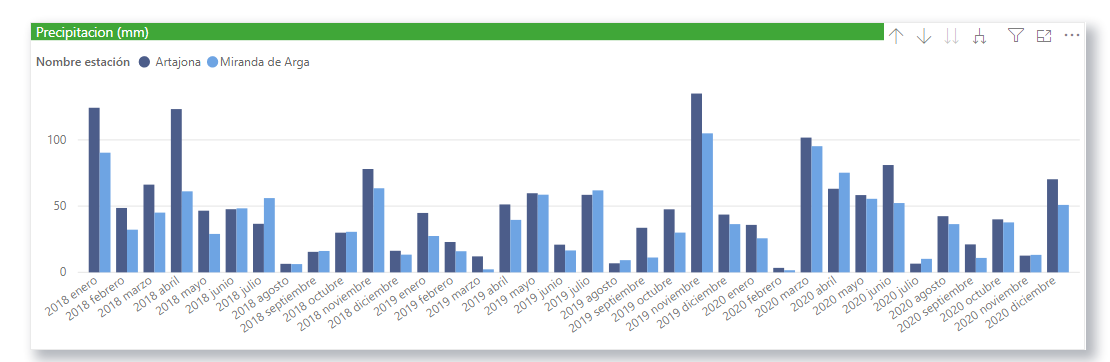 Precipitacion (mm)
Nombre estación Artajona Miranda de Arga
100
50
0
2018 enero
2018 febrero
2018 marzo
2018 abril
2018 mayo
2018 junio
2018 julio
2018 agosto
2018 septiembre
2018 octubre
2018 noviembre
2018 diciembre
2019 enero
2019 febrero
2019 marzo
2019 abril
2019 mayo
2019 junio
2019 julio
2019 agosto
2019 septiembre
2019 octubre
2019 noviembre
2019 diciembre
2020 enero
2020 febrero
2020 marzo
2020 abril
2020 mayo
2020 junio
2020 julio
2020 agosto
2020 septiembre
2020 octubre
2020 noviembre
2020 diciembre